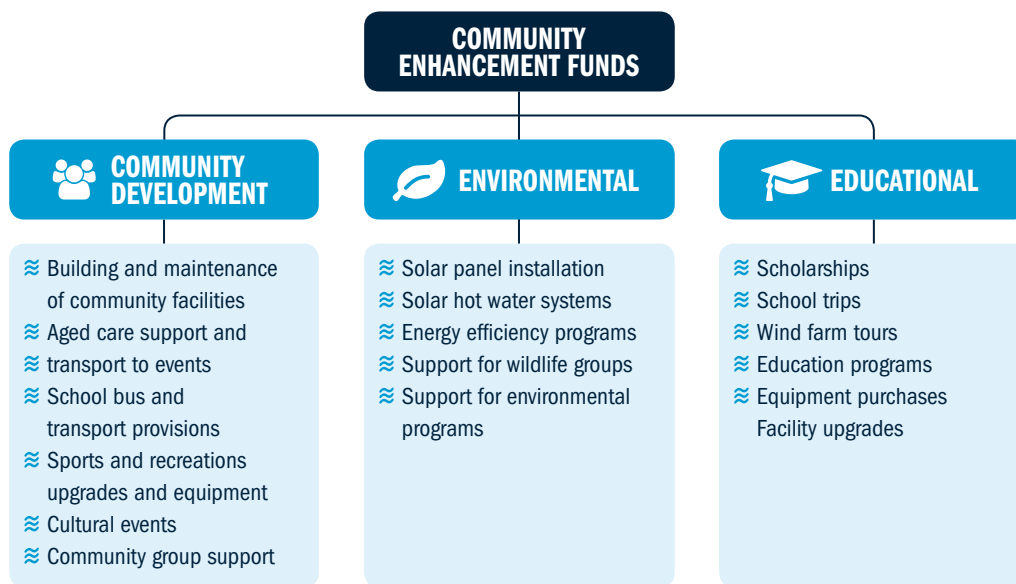 COMMUNITY
ENHANCEMENT FUNDS
COMMUNITY
DEVELOPMENT
Building and maintenance
of community facilities
Aged care support and
transport to events
School bus and
transport provisions
Sports and recreations
upgrades and equipment
Cultural events
Community group support
ENVIRONMENTAL
Solar panel installation
Solar hot water systems
Energy efficiency programs
Support for wildlife groups
Support for environmental
programs
EDUCATIONAL
Scholarships
School trips
Wind farm tours
Education programs
Equipment purchases
Facility upgrades